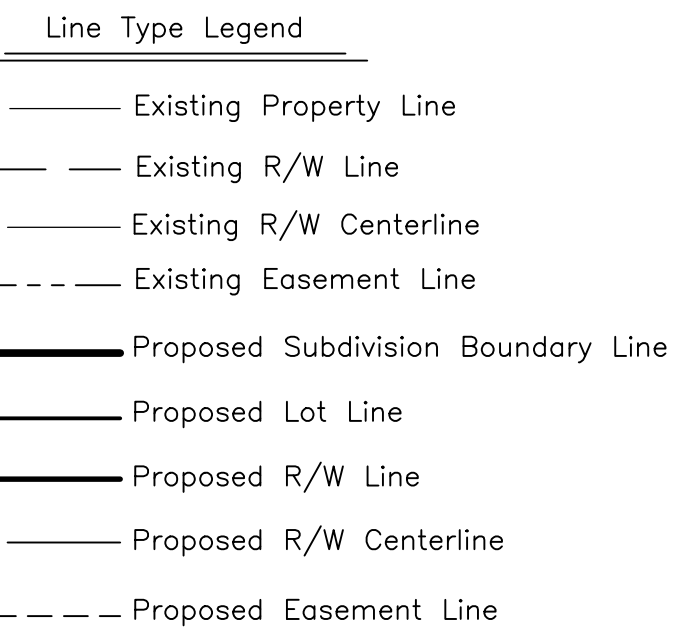 Line Type Legend
Existing Property Line
Existing R/W Line
Existing R/W Centerline
Existing Easement Line
Proposed Subdivision Boundary Line
Proposed Lot Line
Proposed R/W Line
Proposed R/W Centerline
Proposed Easement Line